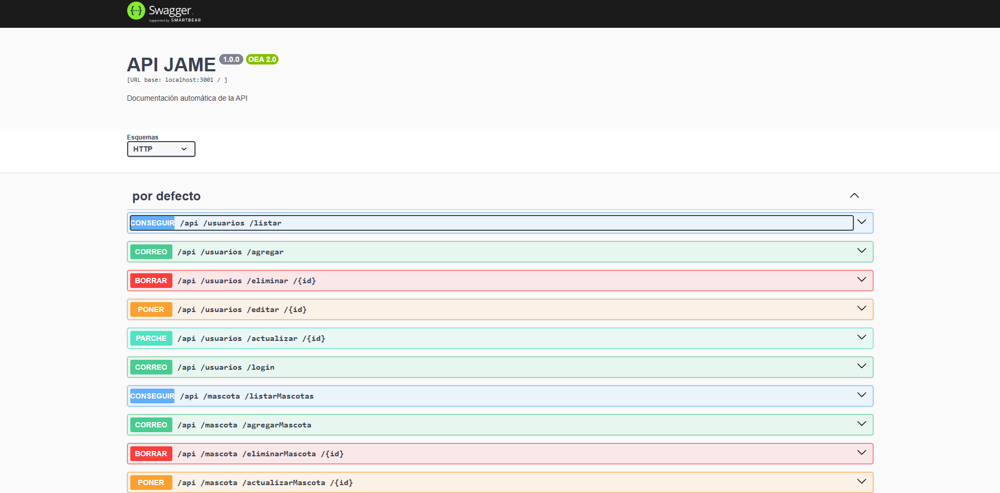 Swagger.
Supported by SMARTBEAR
API JAME 1.0.0 OEA 2.0
[URL base: localhost:3001 / ]
Documentación automática de la API
Esquemas
HTTP
por defecto
CONSEGUIR /api /usuarios /listar
CORREO /api /usuarios /agregar
BORRAR /api /usuarios /eliminar /{id}
PONER /api /usuarios /editar /{id}
PARCHE /api /usuarios /actualizar /{id}
CORREO /api /usuarios /login
CONSEGUIR /api /mascota /listarMascotas
CORREO /api /mascota /agregarMascota
BORRAR /api /mascota /eliminarMascota /{id}
PONER /api /mascota /actualizarMascota /{id}